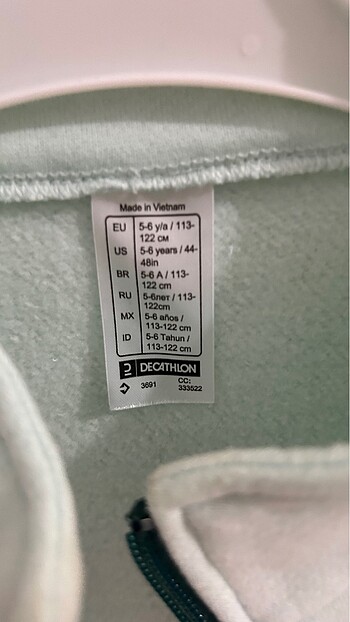 Made in Vietnam
EU 5-6 y/a / 113-
122 CM
US 5-6 years / 44-
48in
BR 5-6 A / 113-
122 cm
RU 5-6лет / 113-
122cm
MX 5-6 años /
113-122 cm
ID 5-6 Tahun /
113-122 cm
DECATHLON
3691 CC:
333522